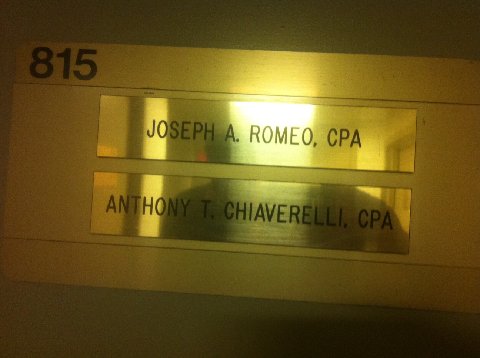 815
JOSEPH A. ROMEO, CPA
ANTHONY T. CHIAVERELLI, CPA